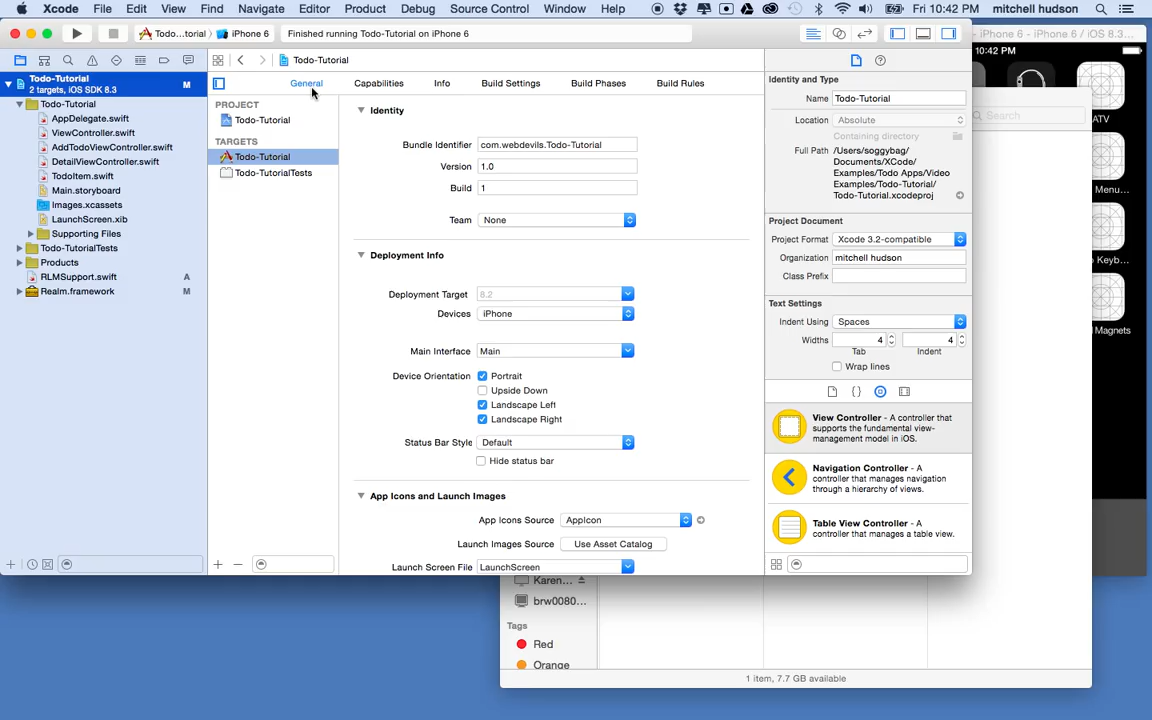 Xcode File Edit View Find Navigate Editor Product Debug Source Control Window Help Fri 10:42 PM mitchell hudson
Todo...torial iPhone 6 Finished running Todo-Tutorial on iPhone 6
iPhone 6 - iPhone 6 / iOS 8.3...
10:42 PM
Todo-Tutorial
2 targets, iOS SDK 8.3
Todo-Tutorial
AppDelegate.swift
ViewController.swift
AddTodoViewController.swift
DetailViewController.swift
TodoItem.swift
Main.storyboard
Images.xcassets
LaunchScreen.xib
Supporting Files
Todo-TutorialTests
Products
RLMSupport.swift A
Realm.framework M
M
Todo-Tutorial
General Capabilities Info Build Settings Build Phases Build Rules
PROJECT
Todo-Tutorial
TARGETS
Todo-Tutorial
Todo-TutorialTests
Identity
Bundle Identifier com.webdevils.Todo-Tutorial
Version 1.0
Build 1
Team None
Deployment Info
Deployment Target 8.2
Devices iPhone
Main Interface Main
Device Orientation Portrait
Upside Down
Landscape Left
Landscape Right
Status Bar Style Default
Hide status bar
App Icons and Launch Images
App Icons Source AppIcon
Launch Images Source Use Asset Catalog
Launch Screen File LaunchScreen
Identity and Type
Name Todo-Tutorial
Location Absolute
Containing directory
Full Path /Users/soggybag/
Documents/XCode/
Examples/Todo Apps/Video
Examples/Todo-Tutorial/
Todo-Tutorial.xcodeproj
Project Document
Project Format Xcode 3.2-compatible
Organization mitchell hudson
Class Prefix
Text Settings
Indent Using Spaces
Widths 4 4
Tab Indent
Wrap lines
View Controller - A controller that
supports the fundamental view-
management model in iOS.
Navigation Controller - A
controller that manages navigation
through a hierarchy of views.
Table View Controller - A
controller that manages a table view.
Search
ATV
Menu...
Keyb...
Magnets
Karen...
brw0080...
Tags
Red
Orange
1 item, 7.7 GB available